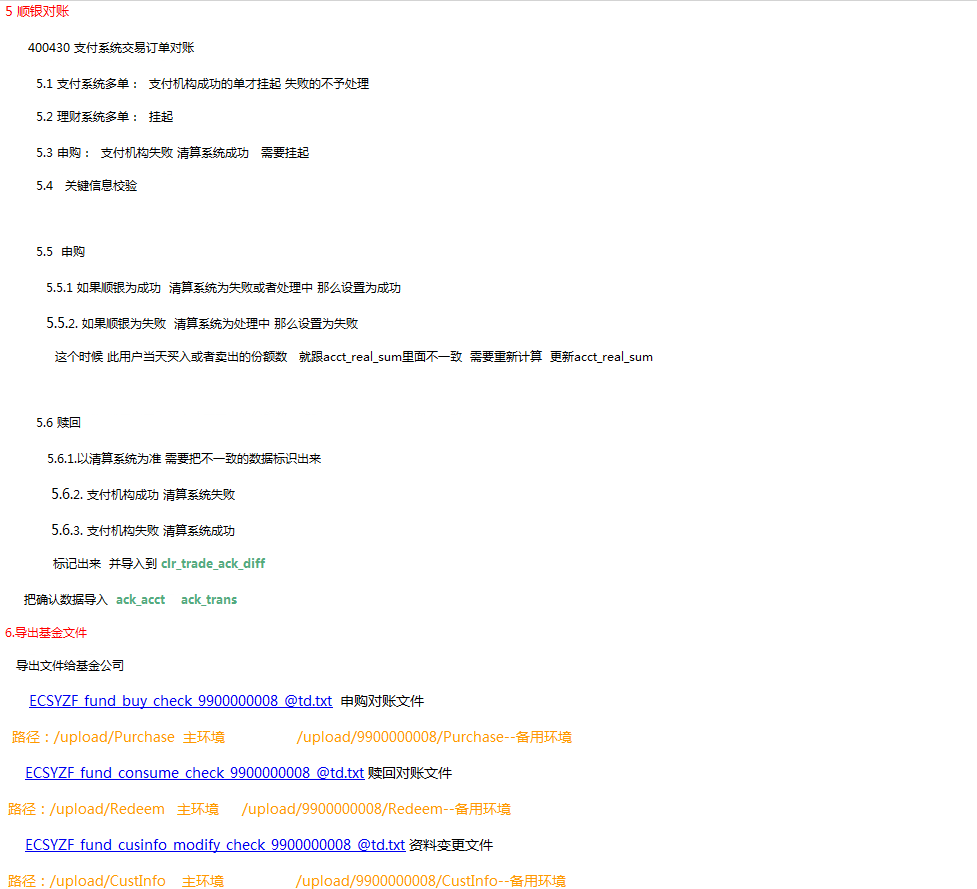 5 顺银对账
400430 支付系统交易订单对账
5.1 支付系统多单： 支付机构成功的单才挂起 失败的不予处理
5.2 理财系统多单： 挂起
5.3 申购： 支付机构失败 清算系统成功 需要挂起
5.4 关键信息校验
5.5 申购
5.5.1 如果顺银为成功 清算系统为失败或者处理中 那么设置为成功
5.5.2. 如果顺银为失败 清算系统为处理中 那么设置为失败
这个时候 此用户当天买入或者卖出的份额数 就跟acct_real_sum里面不一致 需要重新计算 更新acct_real_sum
5.6 赎回
5.6.1.以清算系统为准 需要把不一致的数据标识出来
5.6.2. 支付机构成功 清算系统失败
5.6.3. 支付机构失败 清算系统成功
标记出来 并导入到 clr_trade_ack_diff
把确认数据导入 ack_acct ack_trans
6.导出基金文件
导出文件给基金公司
ECSYZF_fund_buy_check_9900000008_@td.txt 申购对账文件
路径：/upload/Purchase 主环境 /upload/9900000008/Purchase--备用环境
ECSYZF_fund_consume_check_9900000008_@td.txt 赎回对账文件
路径：/upload/Redeem 主环境 /upload/9900000008/Redeem--备用环境
ECSYZF_fund_cusinfo_modify_check_9900000008_@td.txt 资料变更文件
路径：/upload/CustInfo 主环境 /upload/9900000008/CustInfo--备用环境